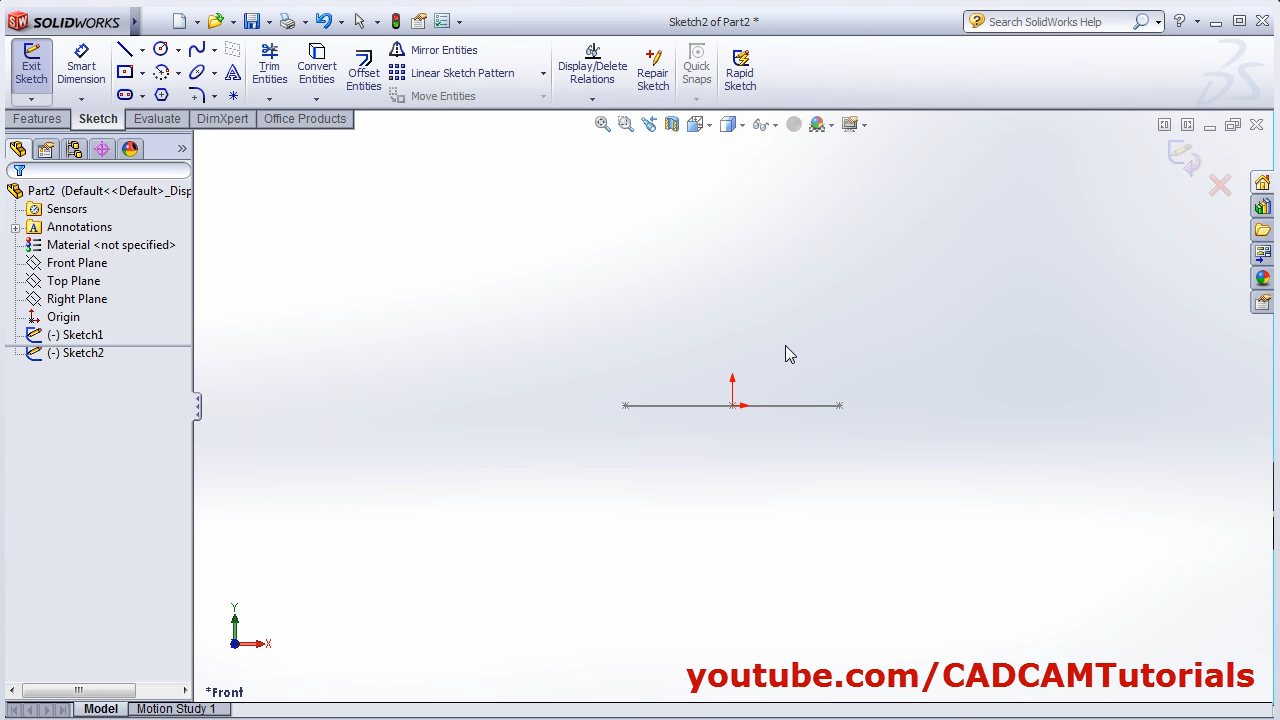 SOLIDWORKS
Sketch2 of Part2 *
Search SolidWorks Help
Exit Sketch
Smart Dimension
Trim Entities
Convert Entities
Offset Entities
Mirror Entities
Linear Sketch Pattern
Move Entities
Display/Delete Relations
Repair Sketch
Quick Snaps
Rapid Sketch
Features
Sketch
Evaluate
DimXpert
Office Products
Part2 (Default<<Default>_Disp
Sensors
Annotations
Material <not specified>
Front Plane
Top Plane
Right Plane
Origin
(-) Sketch1
(-) Sketch2
Y
X
*Front
youtube.com/CADCAMTutorials
Model
Motion Study 1